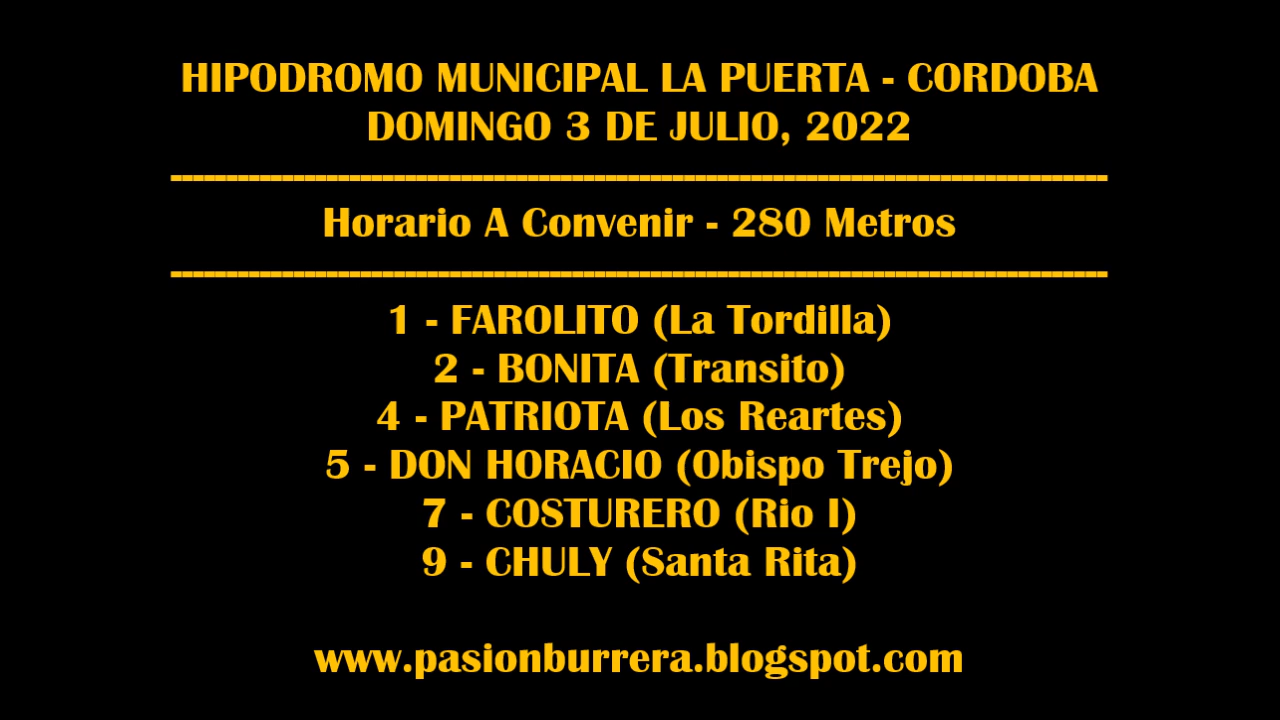 HIPODROMO MUNICIPAL LA PUERTA - CORDOBA
DOMINGO 3 DE JULIO, 2022
------------------------------------------------------------------------------------
Horario A Convenir - 280 Metros
------------------------------------------------------------------------------------
1 - FAROLITO (La Tordilla)
2 - BONITA (Transito)
4 - PATRIOTA (Los Reartes)
5 - DON HORACIO (Obispo Trejo)
7 - COSTURERO (Rio I)
9 - CHULY (Santa Rita)
www.pasionburrera.blogspot.com